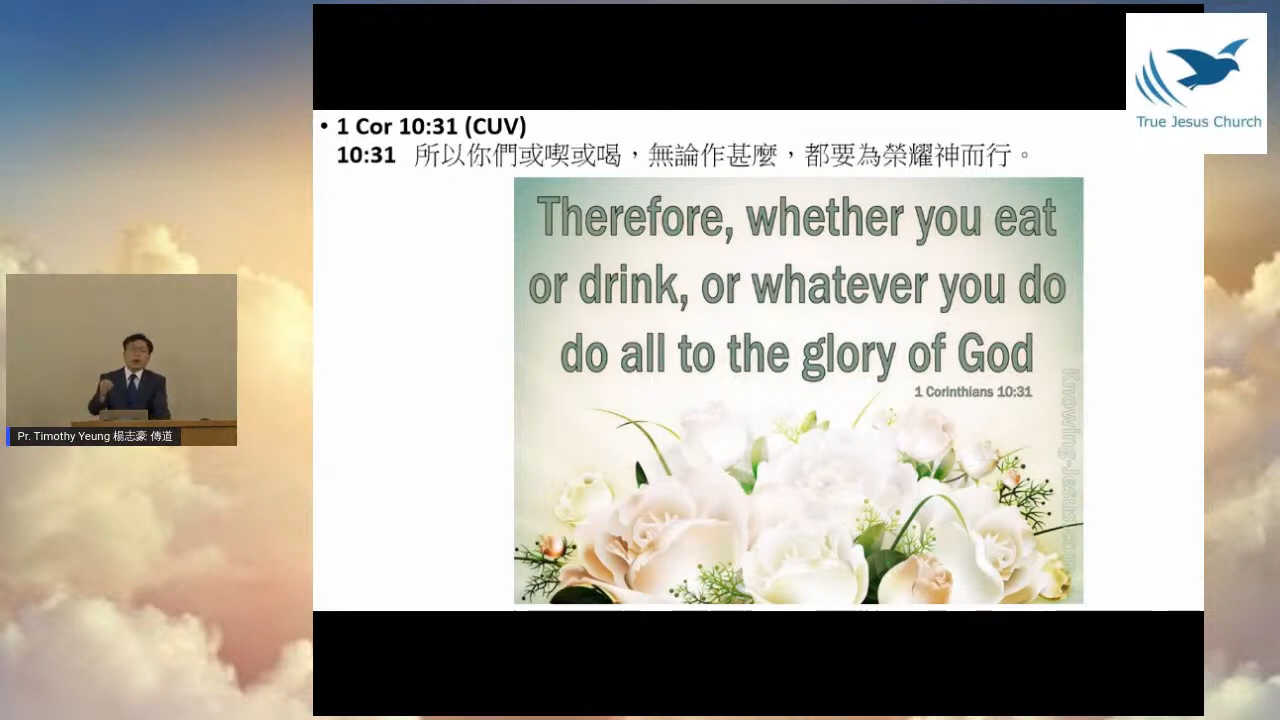 • 1 Cor 10:31 (CUV)
10:31 所以你們或喫或喝，無論作甚麼，都要為榮耀神而行。
True Jesus Church
Therefore, whether you eat
or drink, or whatever you do
do all to the glory of God
1 Corinthians 10:31
Knowing-Jesus.com
Pr. Timothy Yeung 楊志豪 傳道